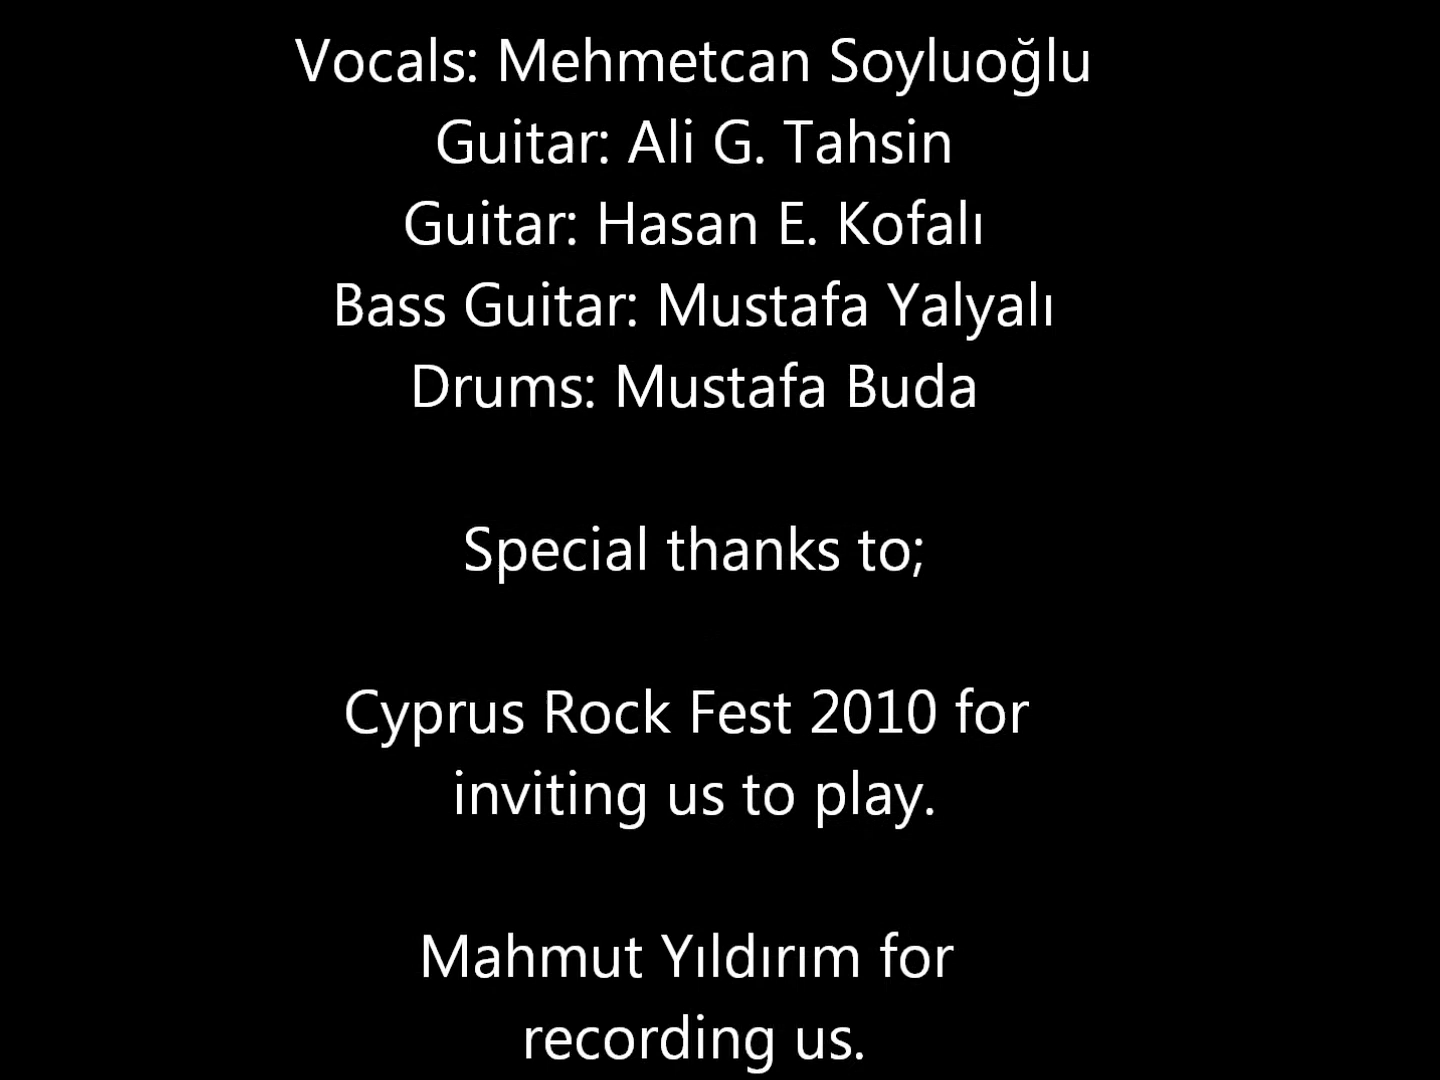 Vocals: Mehmetcan Soyluoğlu
Guitar: Ali G. Tahsin
Guitar: Hasan E. Kofalı
Bass Guitar: Mustafa Yalyalı
Drums: Mustafa Buda
Special thanks to;
Cyprus Rock Fest 2010 for
inviting us to play.
Mahmut Yıldırım for
recording us.